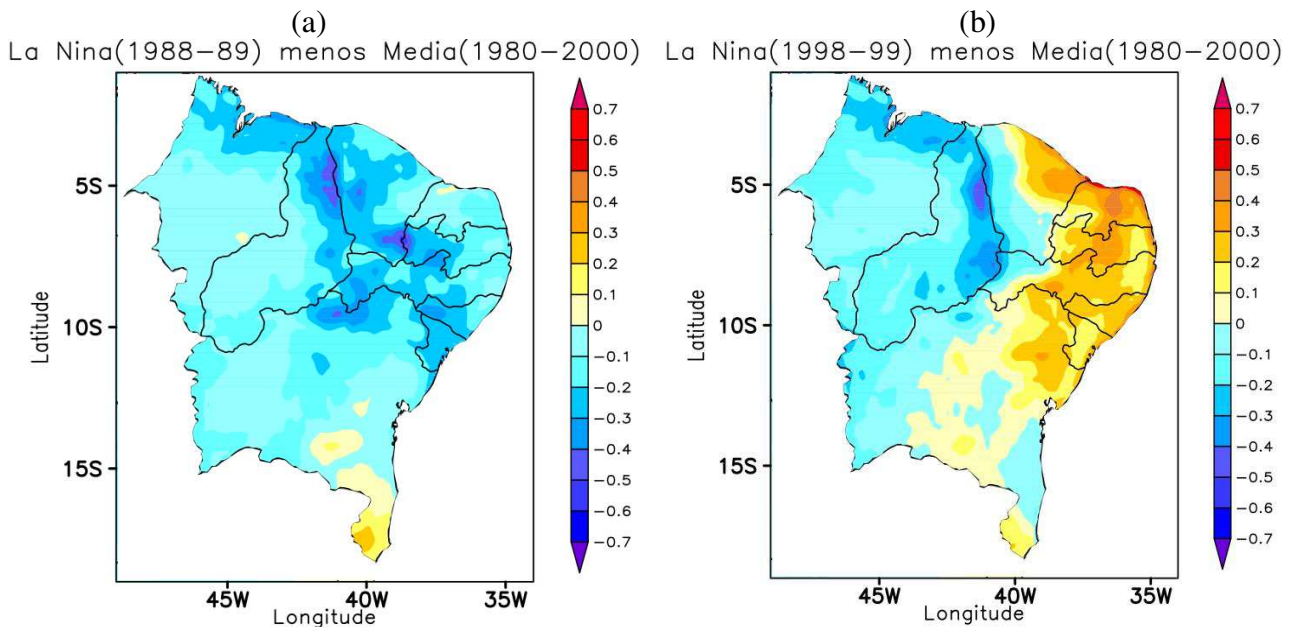 (a)
La Nina(1988-89) menos Media(1980-2000)
0.7
0.6
0.5
0.4
0.3
0.2
0.1
0
-0.1
-0.2
-0.3
-0.4
-0.5
-0.6
-0.7
5S
10S
15S
Latitude
45W 40W 35W
Longitude
(b)
La Nina(1998-99) menos Media(1980-2000)
0.7
0.6
0.5
0.4
0.3
0.2
0.1
0
-0.1
-0.2
-0.3
-0.4
-0.5
-0.6
-0.7
5S
10S
15S
Latitude
45W 40W 35W
Longitude